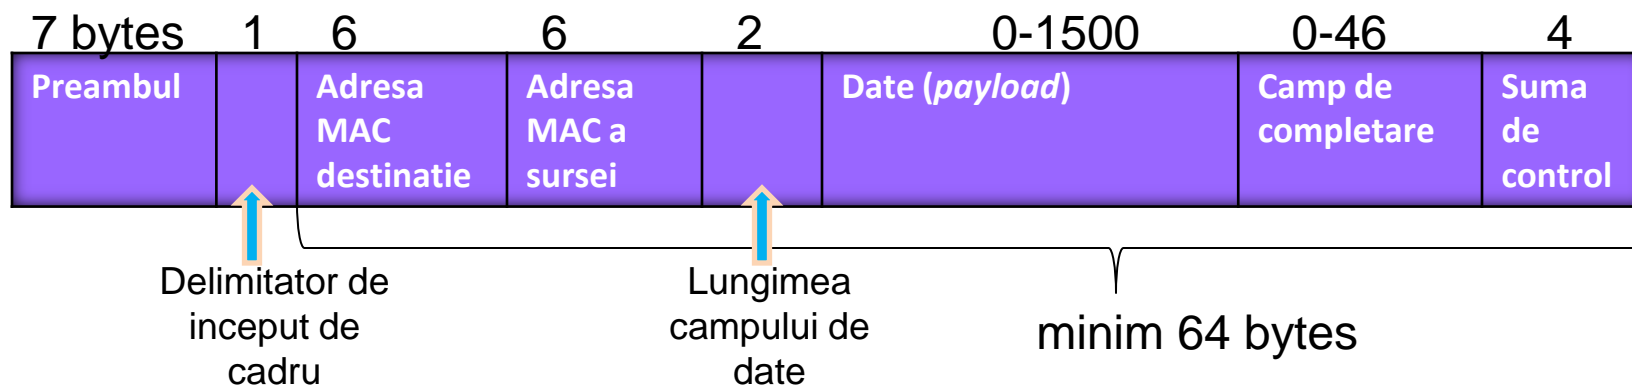 7 bytes 1 6 6 2 0-1500 0-46 4
Preambul
Adresa
MAC
destinatie
Adresa
MAC a
sursei
Date (payload)
Camp de
completare
Suma
de
control
Delimitator de
inceput de
cadru
Lungimea
campului de
date
minim 64 bytes